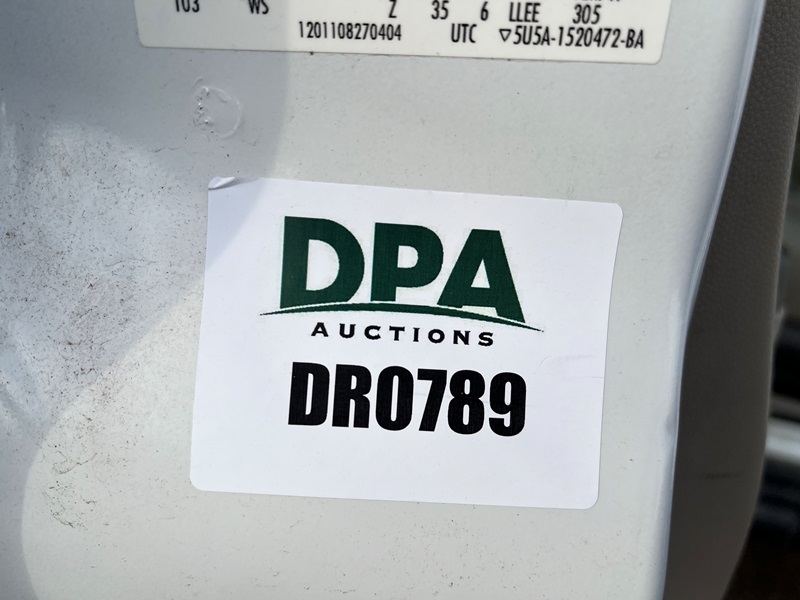 103 WS Z 35 6 LLEE 305
1201108270404 UTC ▽5U5A-1520472-BA
DPA
AUCTIONS
DR0789